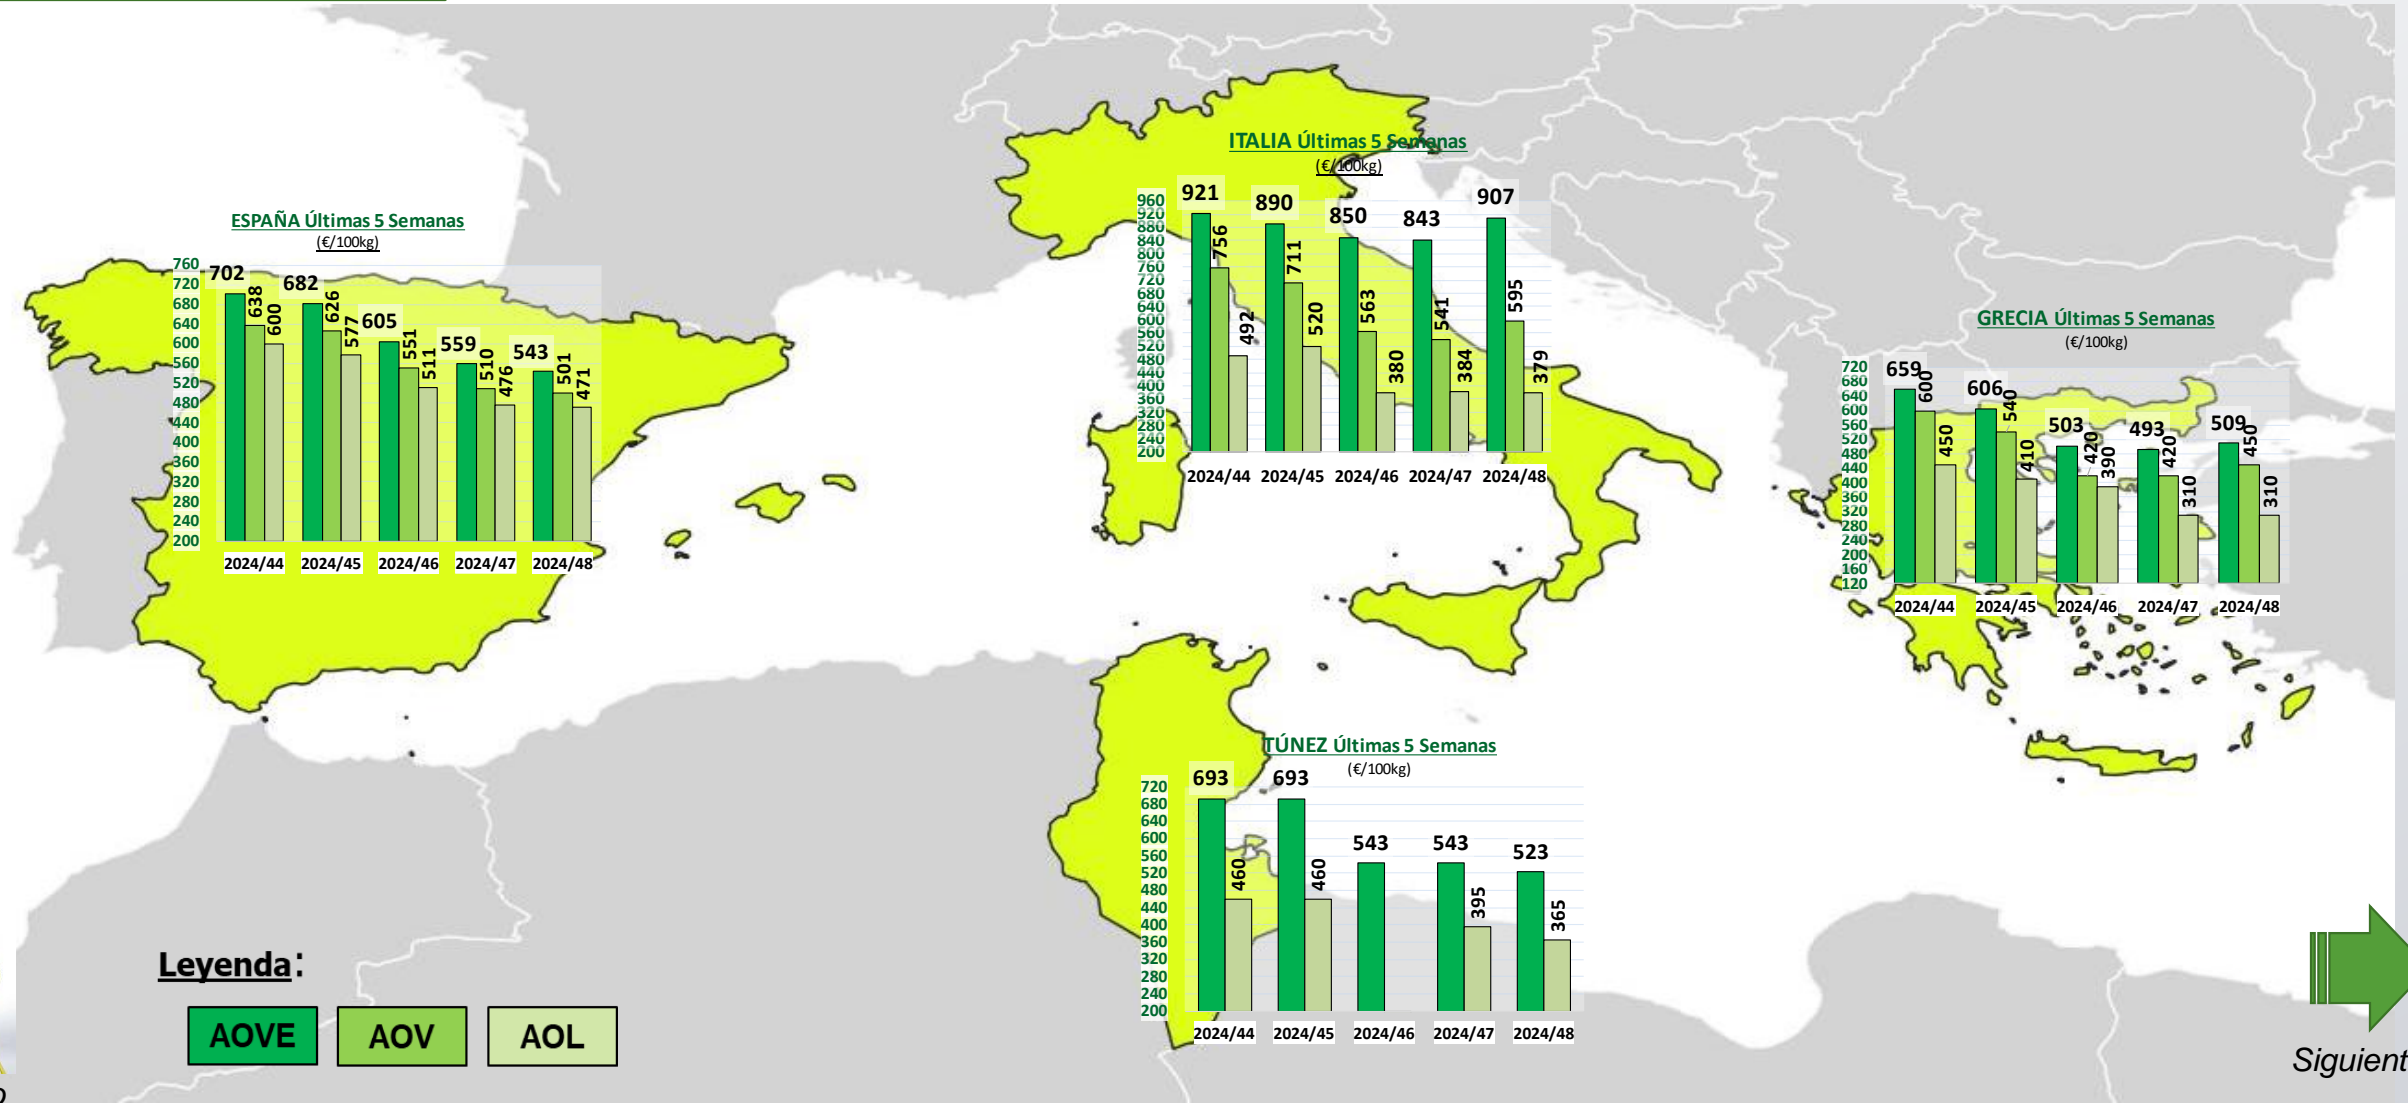 ESPAÑA Últimas 5 Semanas
(€/100kg)
760
720
680
640
600
560
520
480
440
400
360
320
280
240
200
702 638 600
682 626 577
605 551 511
559 510 476
543 501 471
2024/44 2024/45 2024/46 2024/47 2024/48
ITALIA Últimas 5 Semanas
(€/100kg)
960
920
880
840
800
760
720
680
640
600
560
520
480
440
400
360
320
280
240
200
921 756 492
890 711 520
850 563 380
843 541 384
907 595 379
2024/44 2024/45 2024/46 2024/47 2024/48
GRECIA Últimas 5 Semanas
(€/100kg)
720
680
640
600
560
520
480
440
400
360
320
280
240
200
160
120
659 600 450
606 540 410
503 420 390
493 420 310
509 450 310
2024/44 2024/45 2024/46 2024/47 2024/48
TÚNEZ Últimas 5 Semanas
(€/100kg)
720
680
640
600
560
520
480
440
400
360
320
280
240
200
693 460
693 460
543
543 395
523 365
2024/44 2024/45 2024/46 2024/47 2024/48
Leyenda:
AOVE AOV AOL
Siguient